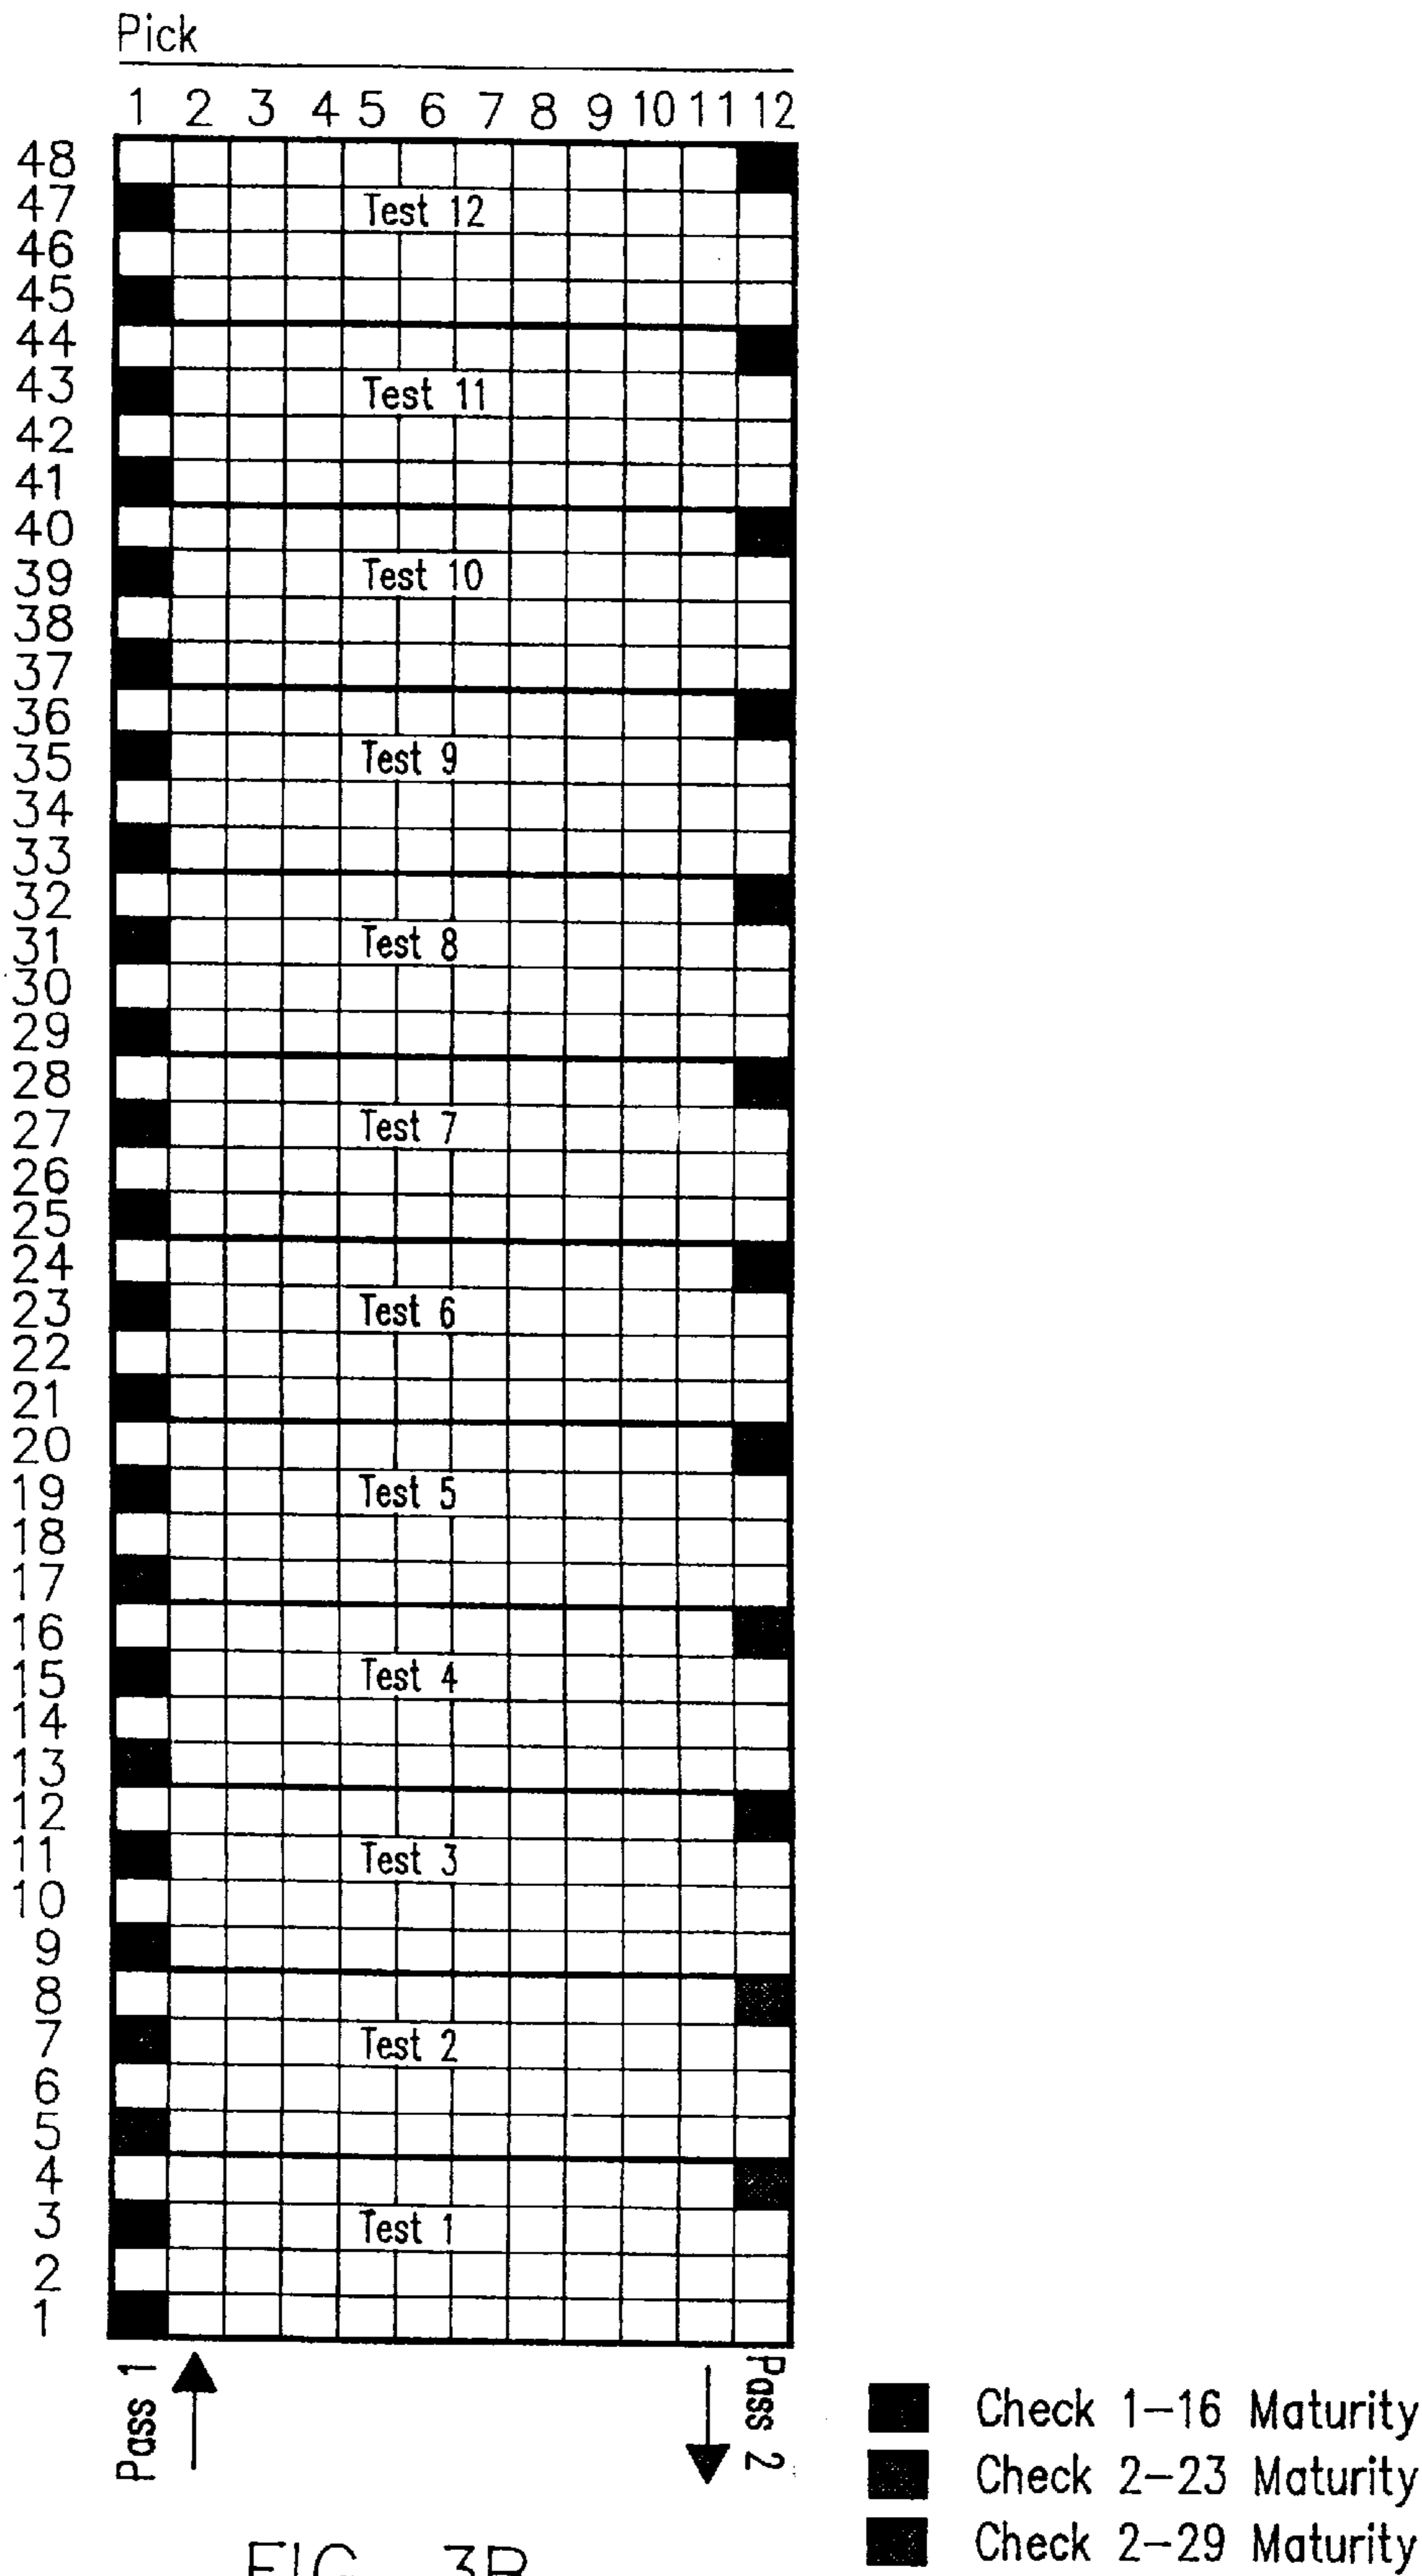 Pick
1 2 3 4 5 6 7 8 9 10 11 12
48
47 Test 12
46
45
44
43 Test 11
42
41
40
39 Test 10
38
37
36
35 Test 9
34
33
32
31 Test 8
30
29
28
27 Test 7
26
25
24
23 Test 6
22
21
20
19 Test 5
18
17
16
15 Test 4
14
13
12
11 Test 3
10
9
8
7 Test 2
6
5
4
3 Test 1
2
1
Pass 1
Pass 2
Check 1-16 Maturity
Check 2-23 Maturity
Check 2-29 Maturity
FIG. 3B